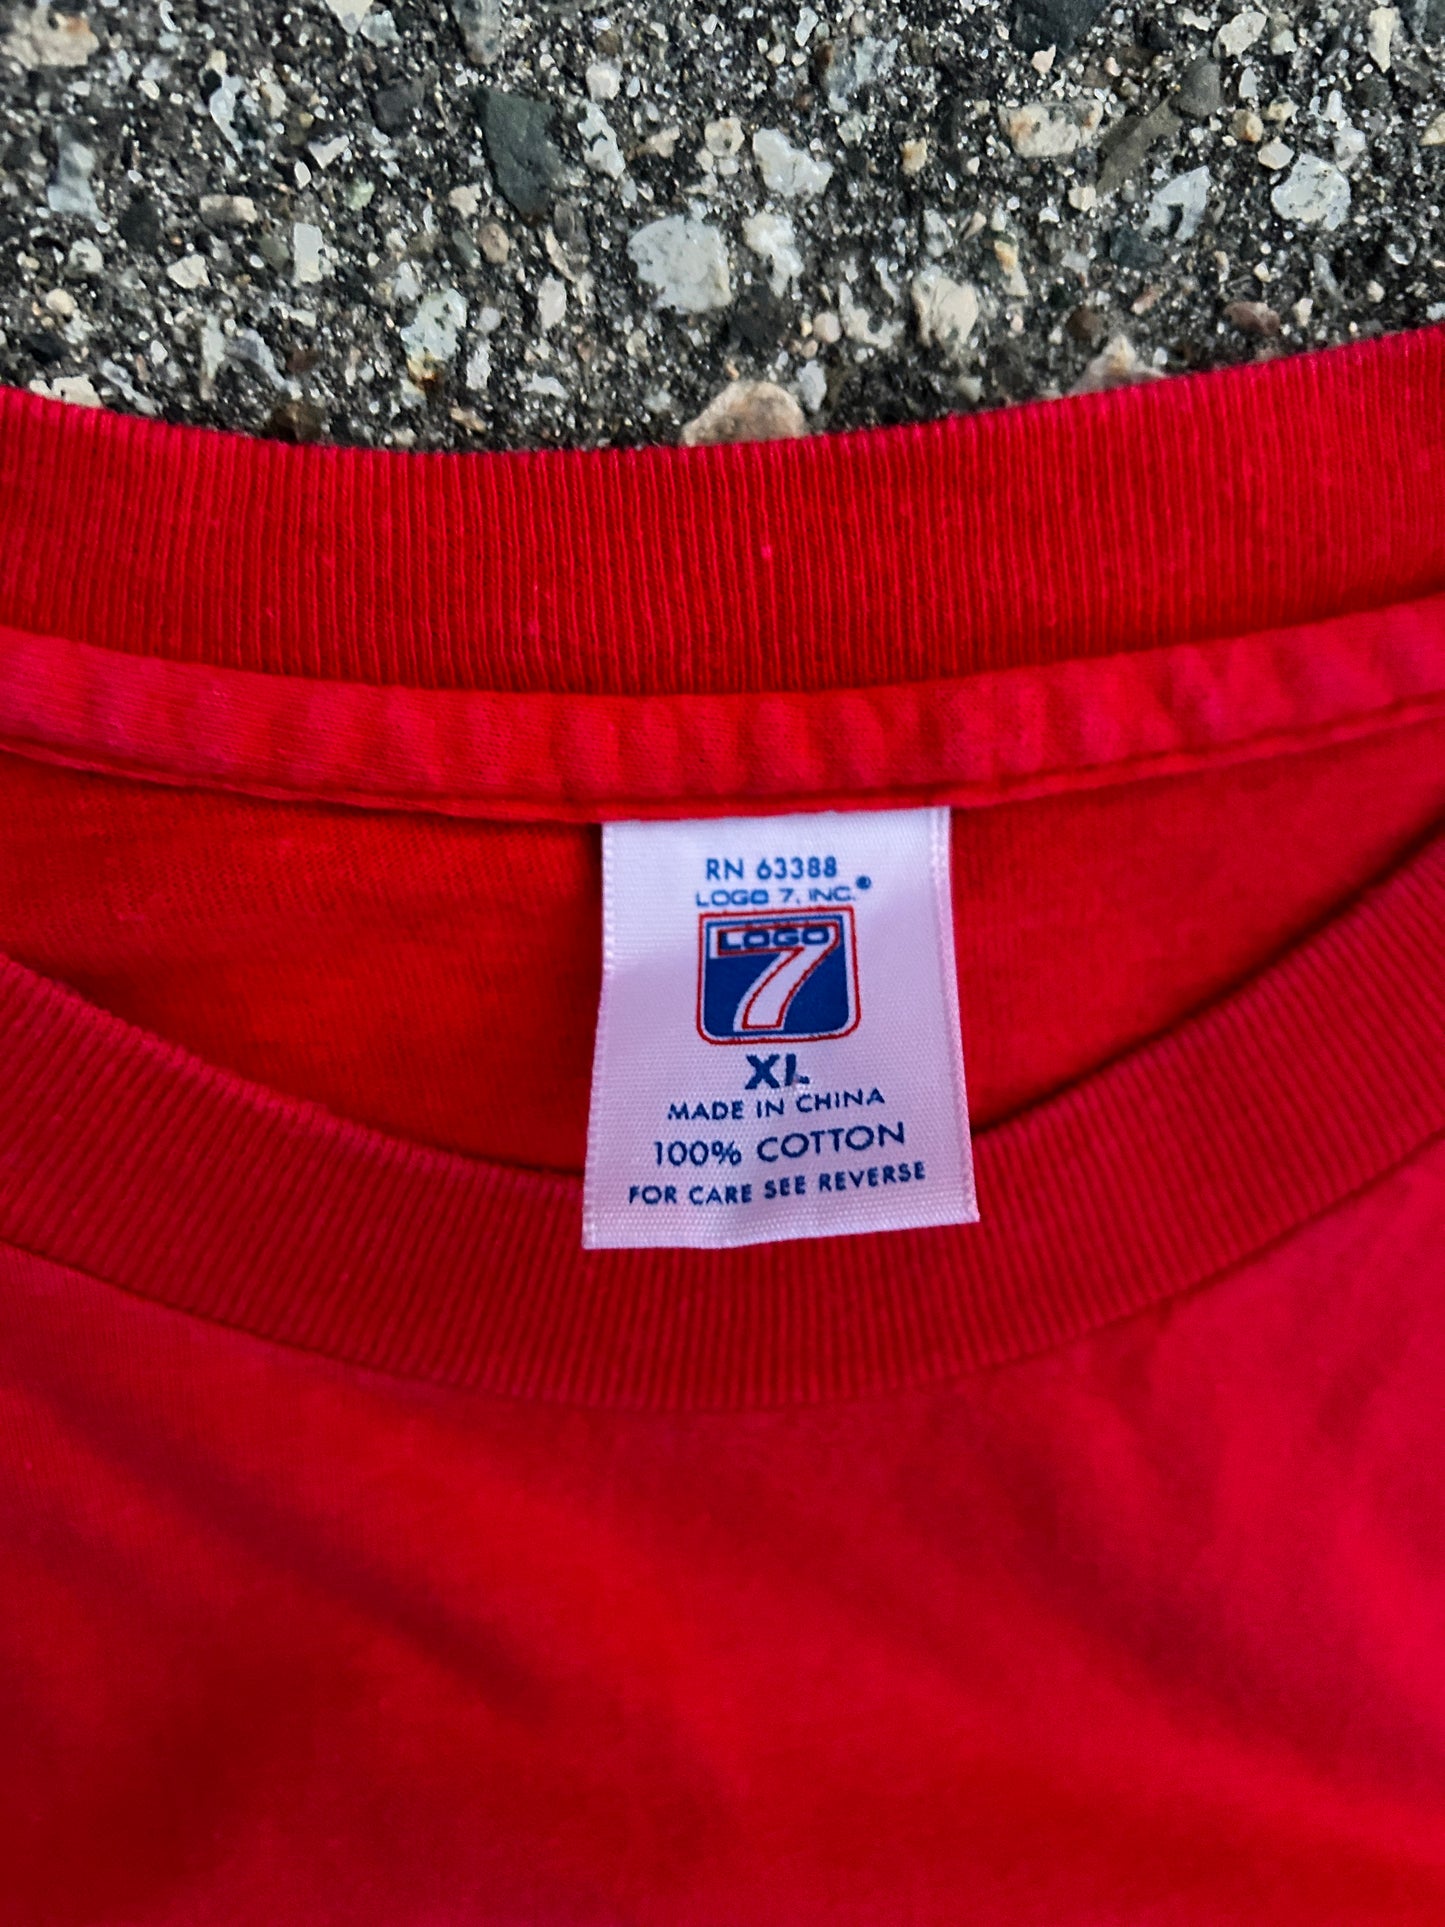 RN 63388
LOGO 7, INC.®
LOGO
7
XL
MADE IN CHINA
100% COTTON
FOR CARE SEE REVERSE